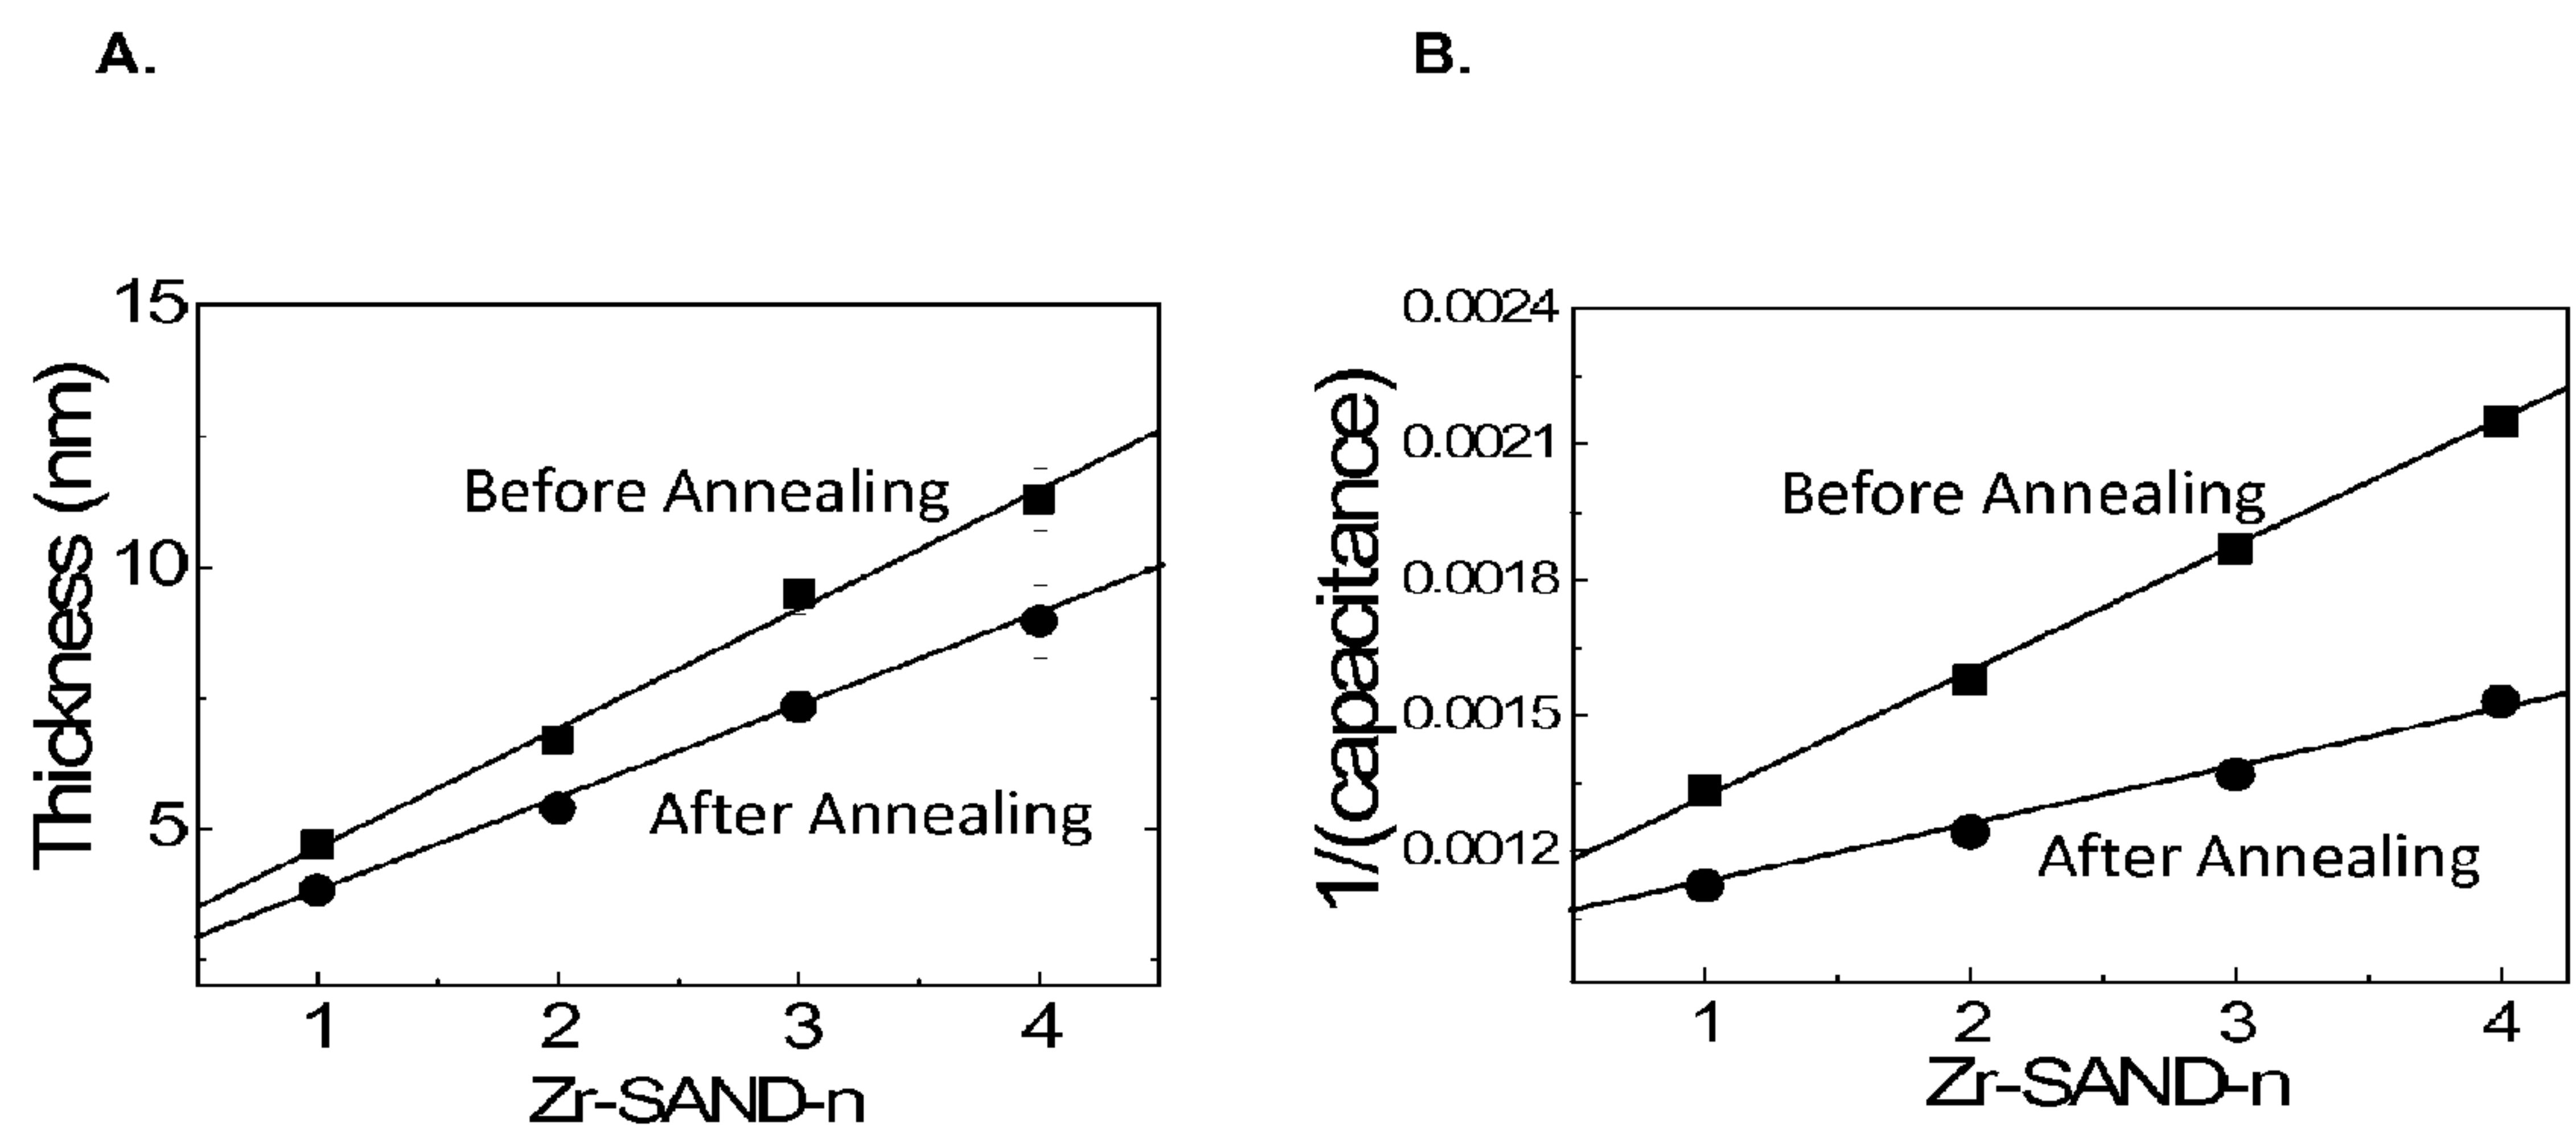 A.
15
10
5
Thickness (nm)
Before Annealing
After Annealing
1 2 3 4
Zr-SAND-n
B.
0.0024
0.0021
0.0018
0.0015
0.0012
1/(capacitance)
Before Annealing
After Annealing
1 2 3 4
Zr-SAND-n